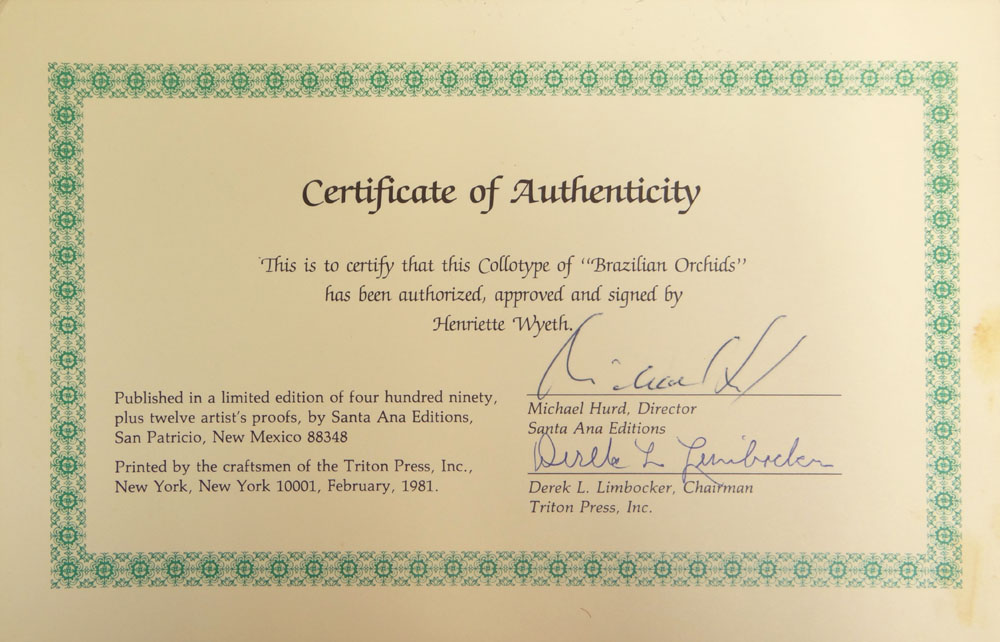 Certificate of Authenticity
This is to certify that this Collotype of "Brazilian Orchids"
has been authorized, approved and signed by
Henriette Wyeth.
Published in a limited edition of four hundred ninety,
plus twelve artist's proofs, by Santa Ana Editions,
San Patricio, New Mexico 88348
Printed by the craftsmen of the Triton Press, Inc.,
New York, New York 10001, February, 1981.
Michael Hurd
Michael Hurd, Director
Santa Ana Editions
Derek L Limbocker
Derek L. Limbocker, Chairman
Triton Press, Inc.